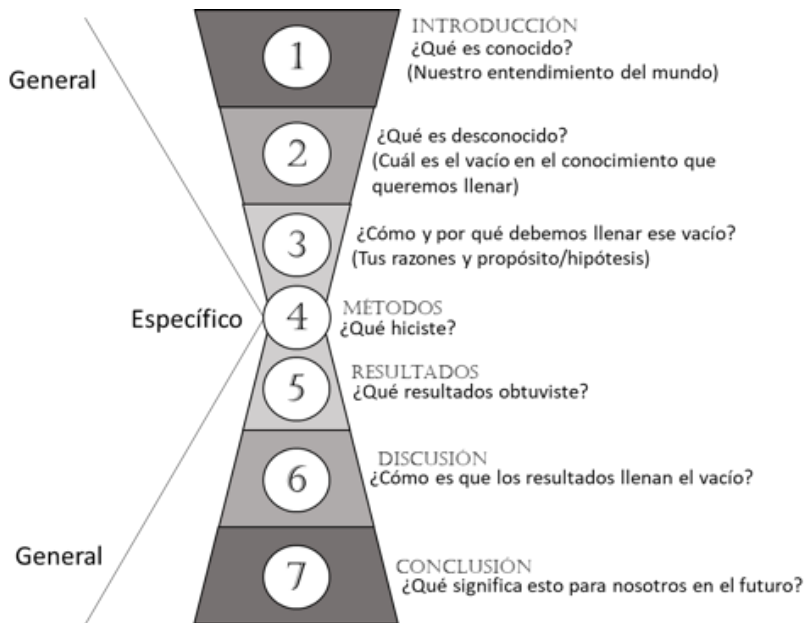 1
INTRODUCCIÓN
¿Qué es conocido?
(Nuestro entendimiento del mundo)
General
2
¿Qué es desconocido?
(Cuál es el vacío en el conocimiento que
queremos llenar)
3
¿Cómo y por qué debemos llenar ese vacío?
(Tus razones y propósito/hipótesis)
Específico
4
MÉTODOS
¿Qué hiciste?
5
RESULTADOS
¿Qué resultados obtuviste?
6
DISCUSIÓN
¿Cómo es que los resultados llenan el vacío?
General
7
CONCLUSIÓN
¿Qué significa esto para nosotros en el futuro?